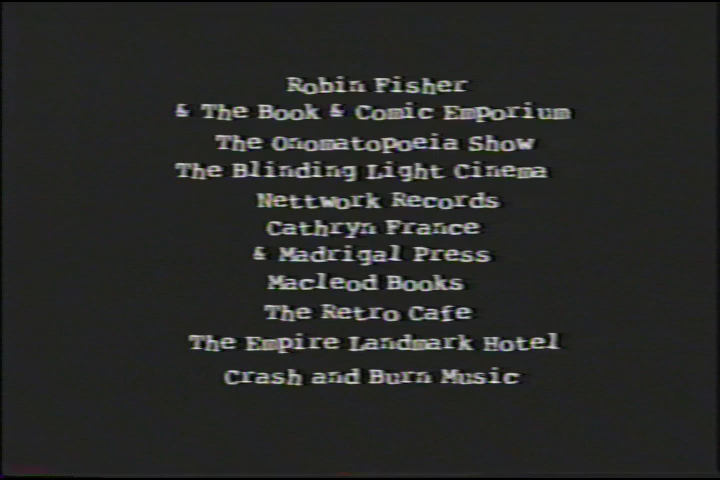 Robin Fisher
& The Book & Comic Emporium
The Onomatopoeia Show
The Blinding Light Cinema
Nettwork Records
Cathryn France
& Madrigal Press
Macleod Books
The Retro Cafe
The Empire Landmark Hotel
Crash and Burn Music